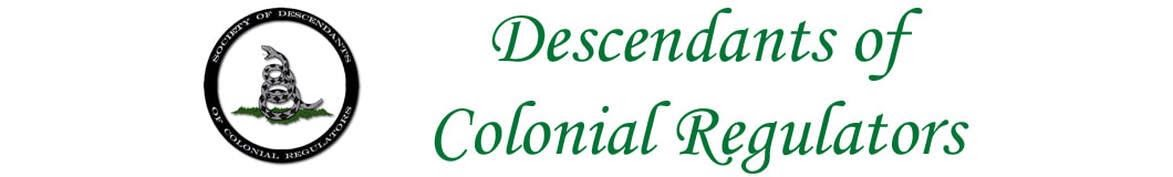 SOCIETY OF DESCENDANTS
OF COLONIAL REGULATORS
Descendants of
Colonial Regulators